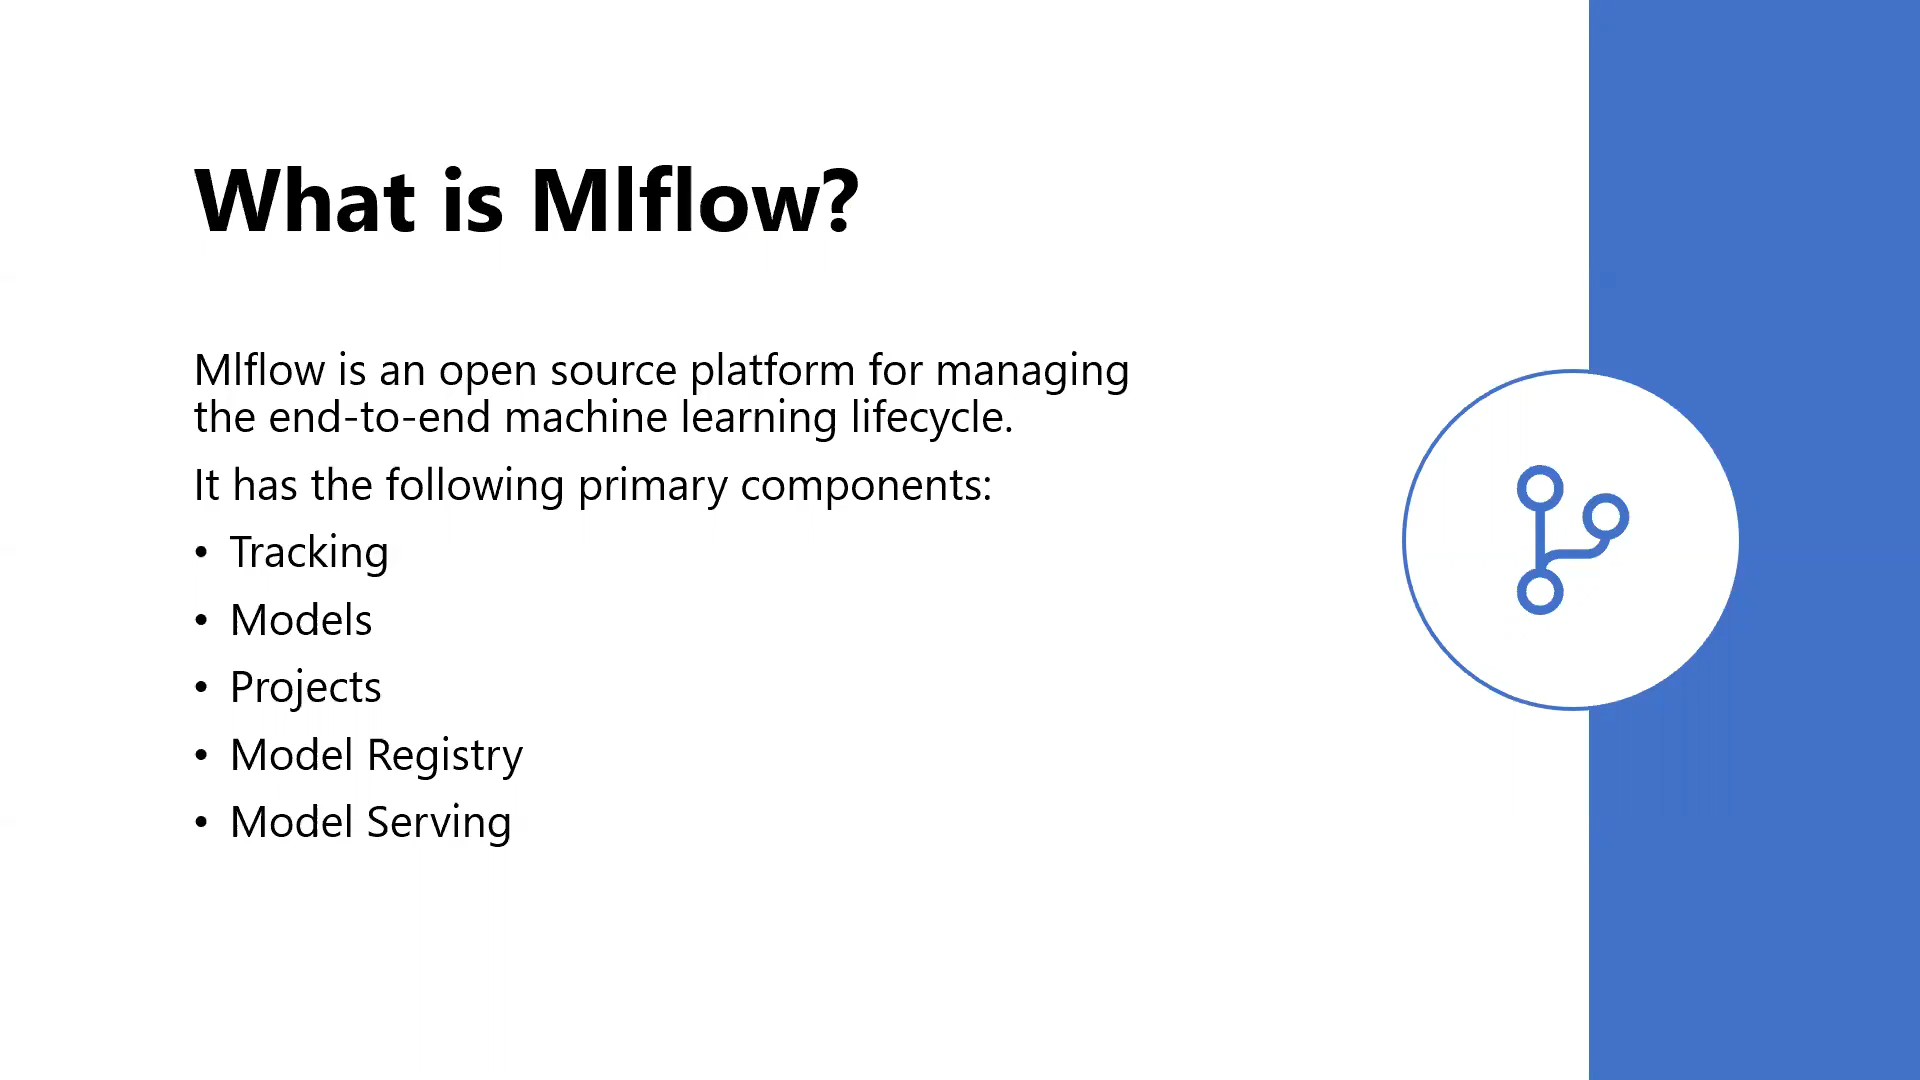 What is Mlflow?
Mlflow is an open source platform for managing
the end-to-end machine learning lifecycle.
It has the following primary components:
• Tracking
• Models
• Projects
• Model Registry
• Model Serving